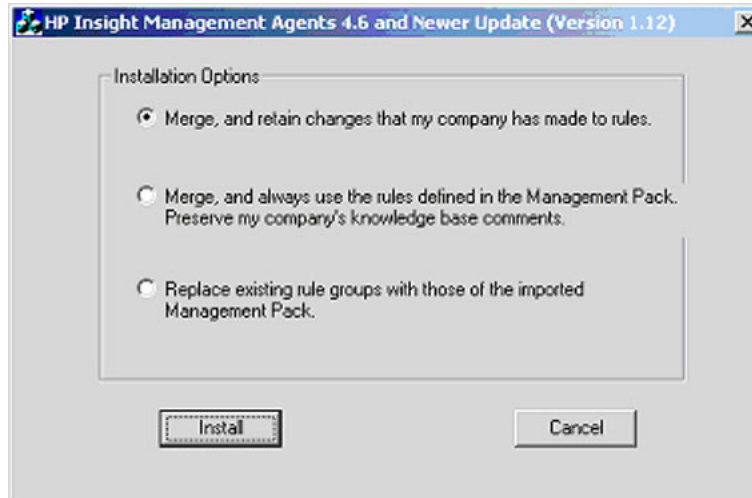 HP Insight Management Agents 4.6 and Newer Update (Version 1.12)
Installation Options
Merge, and retain changes that my company has made to rules.
Merge, and always use the rules defined in the Management Pack.
Preserve my company's knowledge base comments.
Replace existing rule groups with those of the imported
Management Pack.
Install Cancel